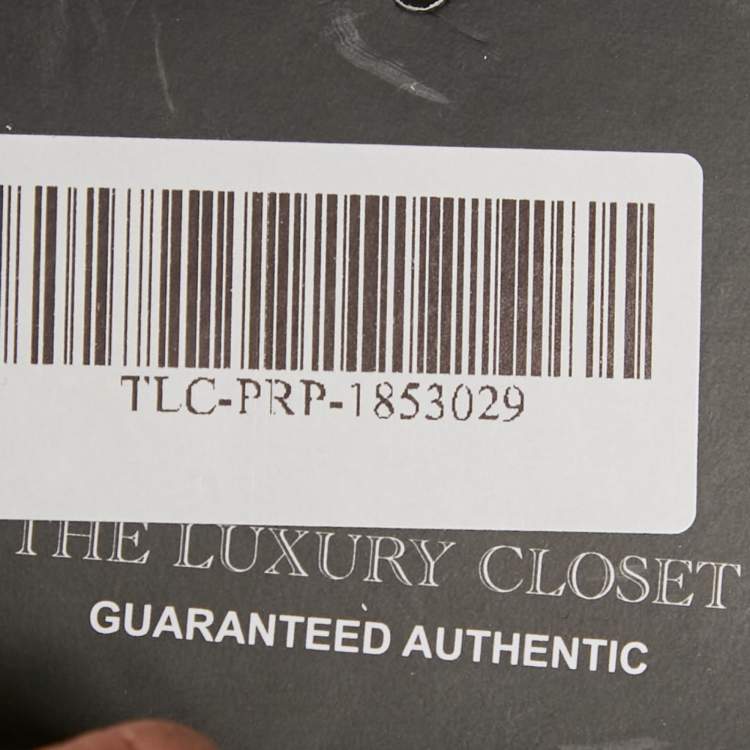 TLC-PRP-1853029
THE LUXURY CLOSET
GUARANTEED AUTHENTIC